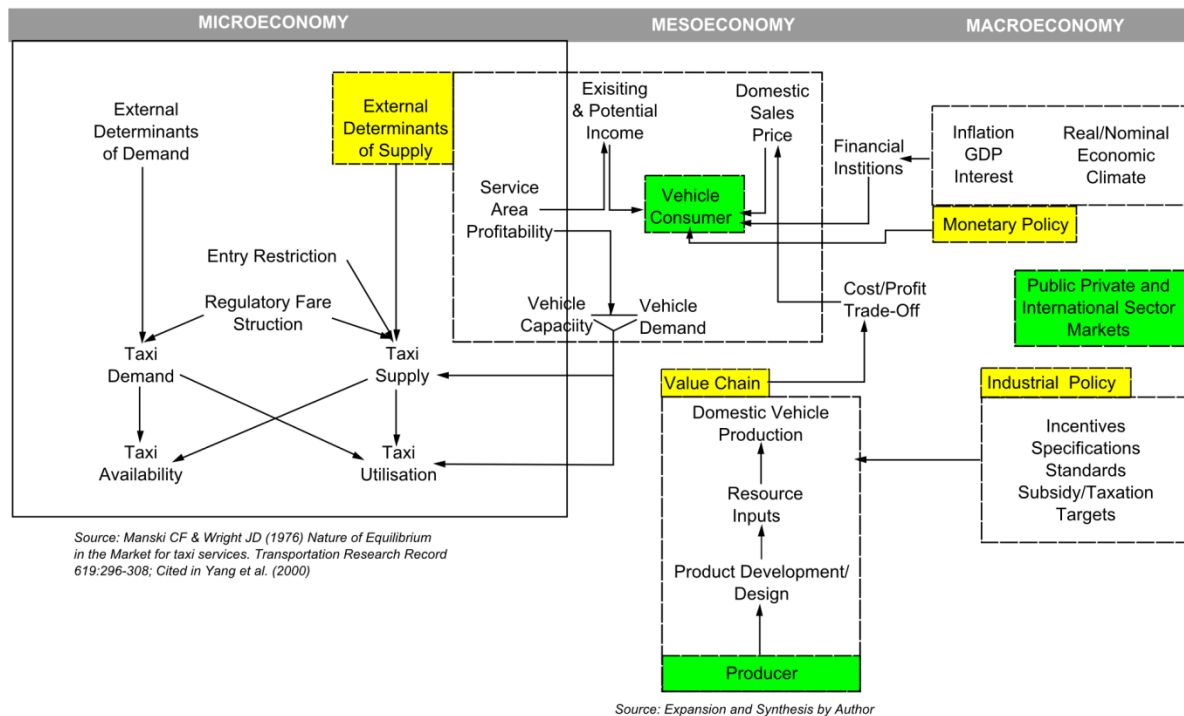 MICROECONOMY
MESOECONOMY
MACROECONOMY
External
Determinants
of Demand
External
Determinants
of Supply
Exisiting
& Potential
Income
Domestic
Sales
Price
Financial
Institions
Inflation
GDP
Interest
Real/Nominal
Economic
Climate
Monetary Policy
Service
Area
Profitability
Vehicle
Consumer
Entry Restriction
Regulatory Fare
Struction
Vehicle
Capaciity
Vehicle
Demand
Cost/Profit
Trade-Off
Public Private and
International Sector
Markets
Taxi
Demand
Taxi
Supply
Taxi
Availability
Taxi
Utilisation
Value Chain
Domestic Vehicle
Production
Resource
Inputs
Product Development/
Design
Producer
Industrial Policy
Incentives
Specifications
Standards
Subsidy/Taxation
Targets
Source: Manski CF & Wright JD (1976) Nature of Equilibrium
in the Market for taxi services. Transportation Research Record
619:296-308; Cited in Yang et al. (2000)
Source: Expansion and Synthesis by Author